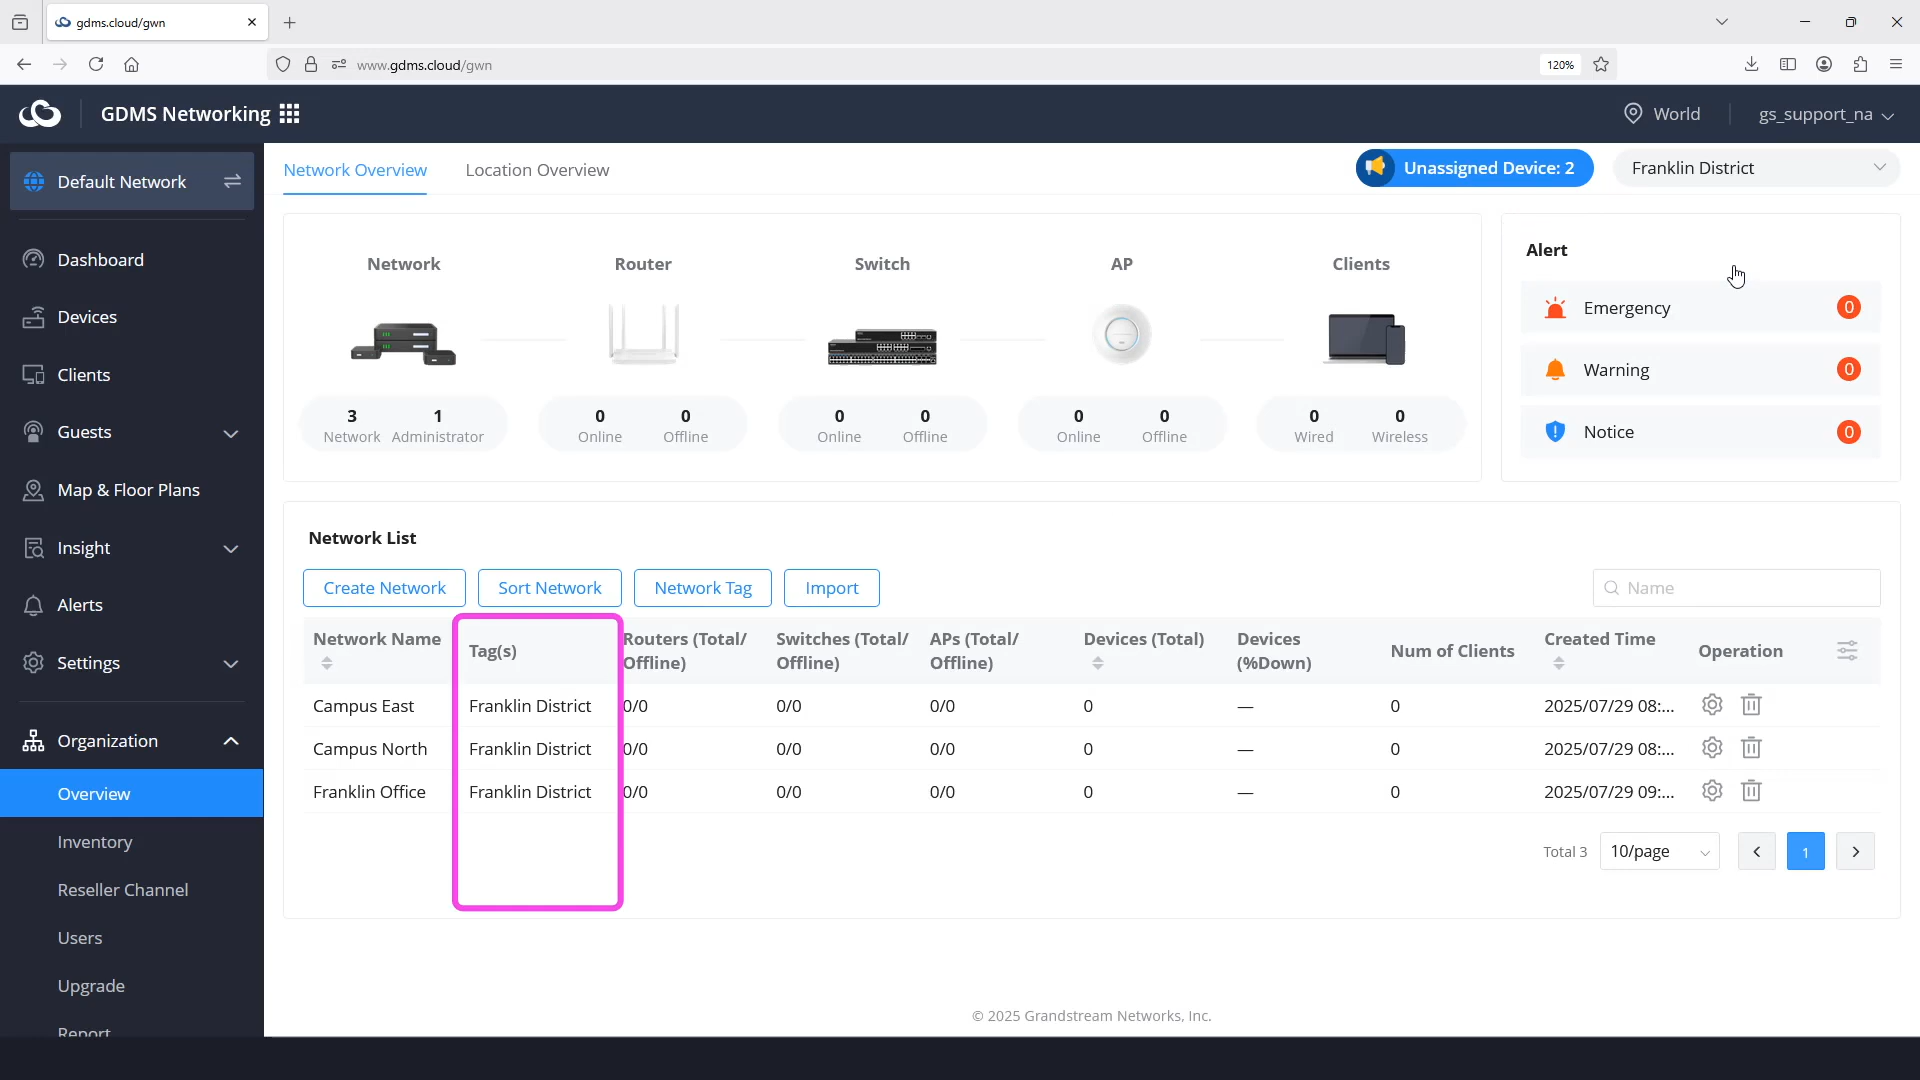 gdms.cloud/gwn
www.gdms.cloud/gwn
120%
GDMS Networking
World
gs_support_na
Default Network
Network Overview
Location Overview
Unassigned Device: 2
Franklin District
Dashboard
Devices
Clients
Guests
Map & Floor Plans
Insight
Alerts
Settings
Organization
Overview
Inventory
Reseller Channel
Users
Upgrade
Report
Network
Router
Switch
AP
Clients
3 1 0 0 0 0 0 0 0 0
Network Administrator Online Offline Online Offline Online Offline Wired Wireless
Alert
Emergency 0
Warning 0
Notice 0
Network List
Create Network
Sort Network
Network Tag
Import
Name
Network Name Tag(s) Routers (Total/ Offline) Switches (Total/ Offline) APs (Total/ Offline) Devices (Total) Devices (%Down) Num of Clients Created Time Operation
Campus East Franklin District 0/0 0/0 0/0 0 — 0 2025/07/29 08:...
Campus North Franklin District 0/0 0/0 0/0 0 — 0 2025/07/29 08:...
Franklin Office Franklin District 0/0 0/0 0/0 0 — 0 2025/07/29 09:...
Total 3 10/page 1
© 2025 Grandstream Networks, Inc.